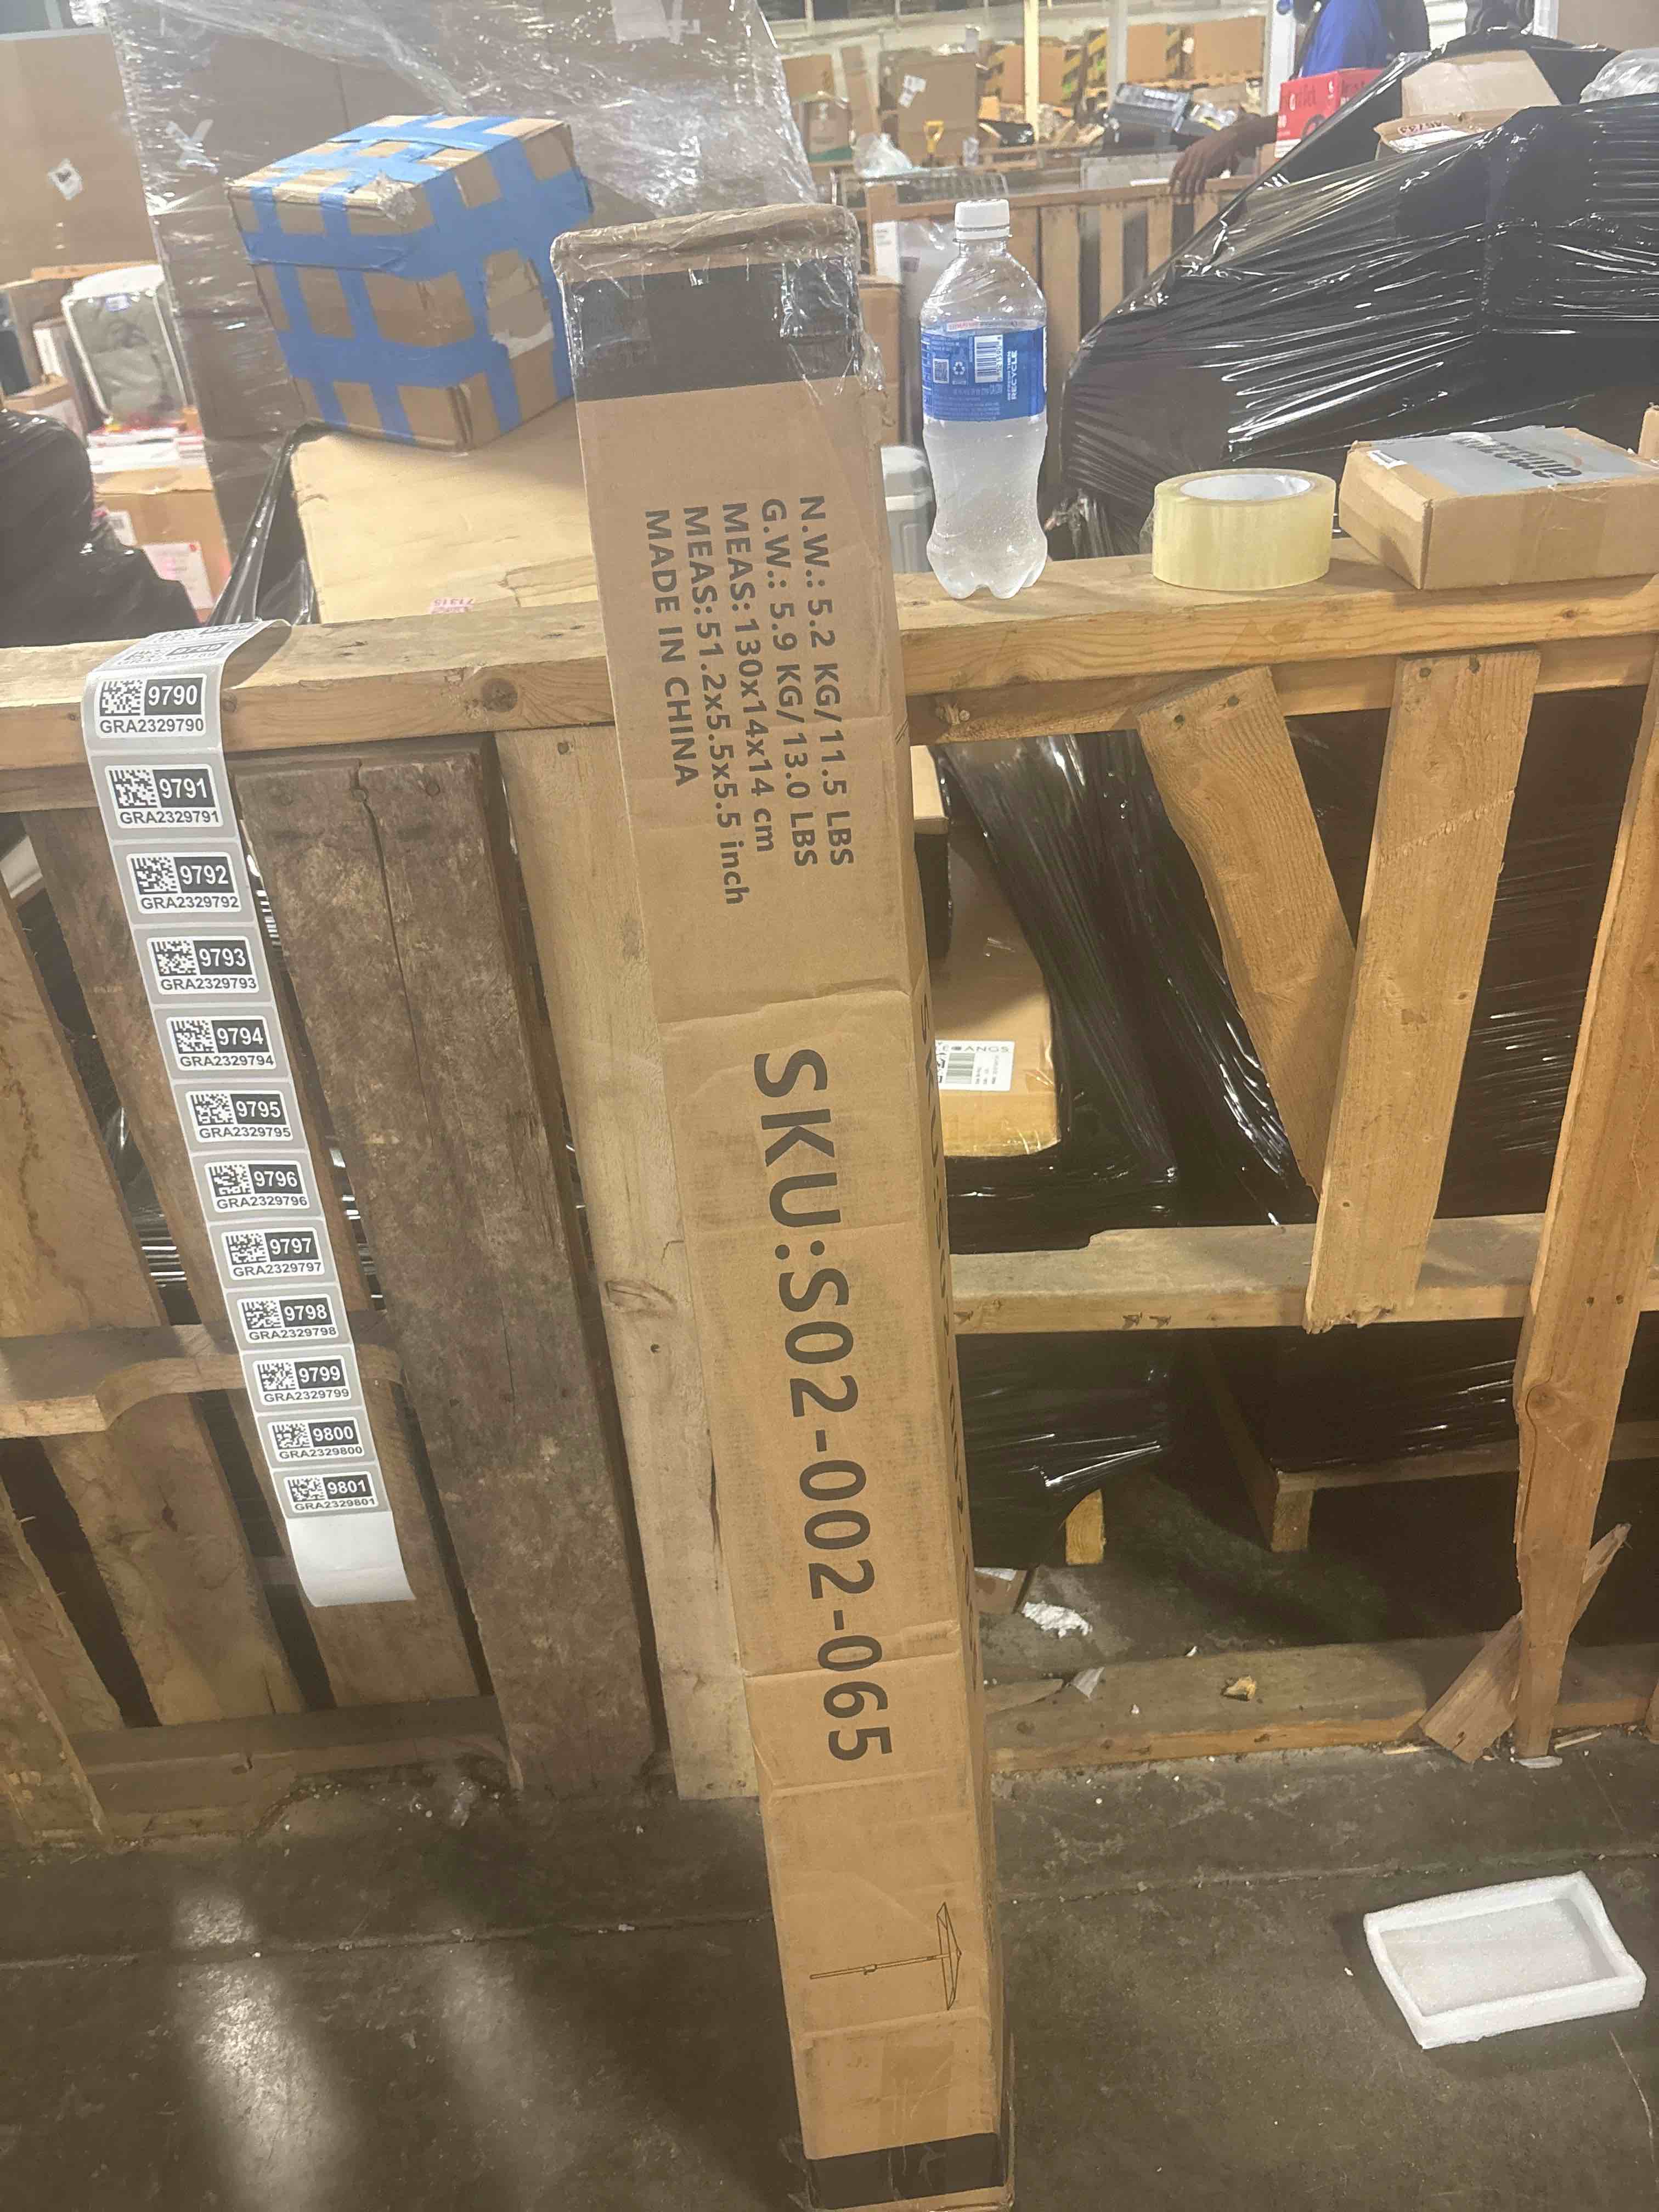 N.W.: 5.2 KG/11.5 LBS
G.W.: 5.9 KG/13.0 LBS
MEAS: 130x14x14 cm
MEAS: 51.2x5.5x5.5 inch
MADE IN CHINA
SKU:S02-002-065
9790
GRA2329790
9791
GRA2329791
9792
GRA2329792
9793
GRA2329793
9794
GRA2329794
9795
GRA2329795
9796
GRA2329796
9797
GRA2329797
9798
GRA2329798
9799
GRA2329799
9800
GRA2329800
9801
GRA2329801
RECYCLE
71315